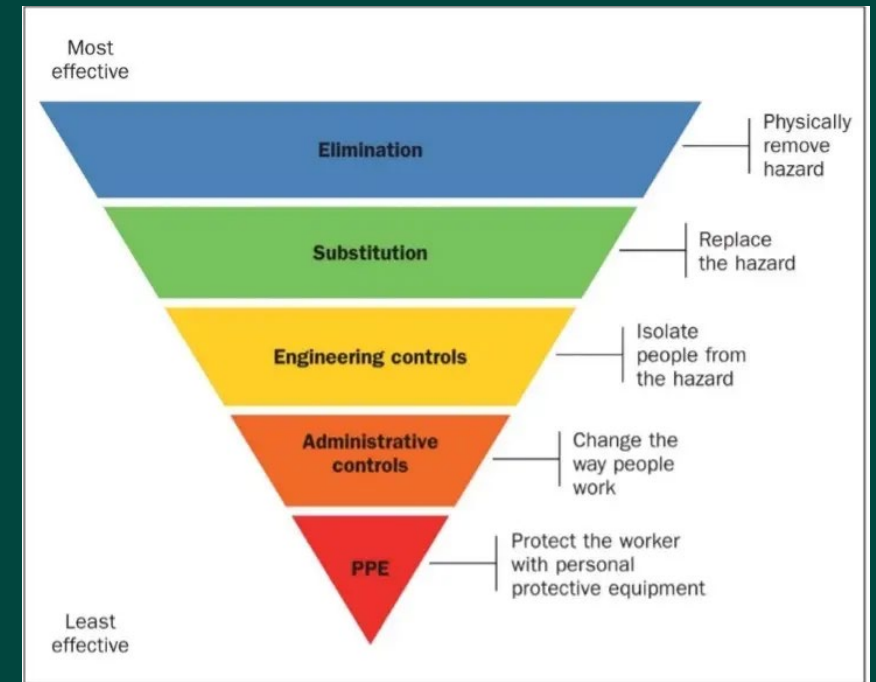 Most
effective
Elimination
Physically
remove
hazard
Substitution
Replace
the hazard
Engineering controls
Isolate
people from
the hazard
Administrative
controls
Change the
way people
work
PPE
Protect the worker
with personal
protective equipment
Least
effective